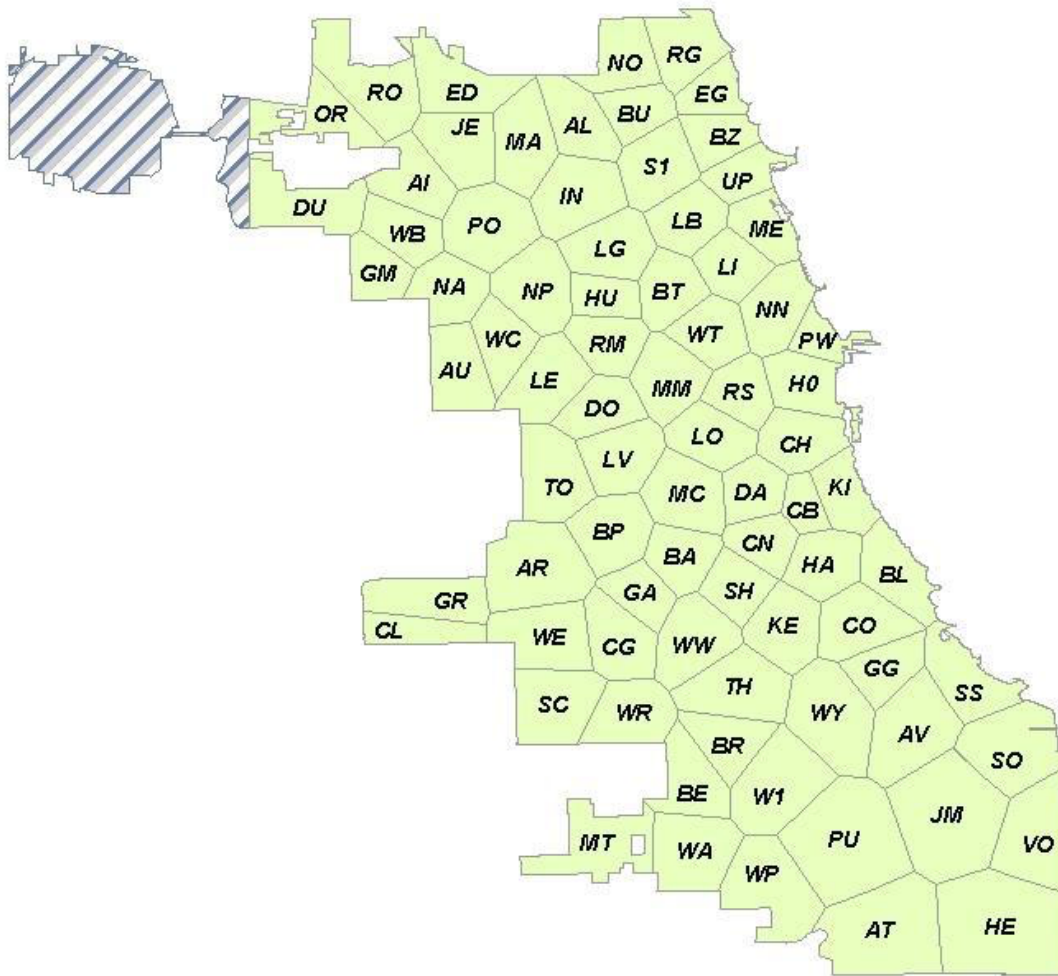 NO
RG
RO
ED
EG
OR
JE
MA
AL
BU
BZ
S1
AI
UP
IN
DU
PO
LB
ME
WB
LG
LI
GM
NA
NP
HU
BT
NN
WC
RM
WT
PW
AU
LE
MM
RS
H0
DO
LO
CH
LV
TO
MC
DA
KI
CB
BP
CN
BA
AR
HA
BL
GA
SH
GR
CL
WE
KE
CO
CG
WW
GG
TH
SS
SC
WR
WY
AV
BR
SO
BE
W1
JM
MT
PU
VO
WA
WP
AT
HE